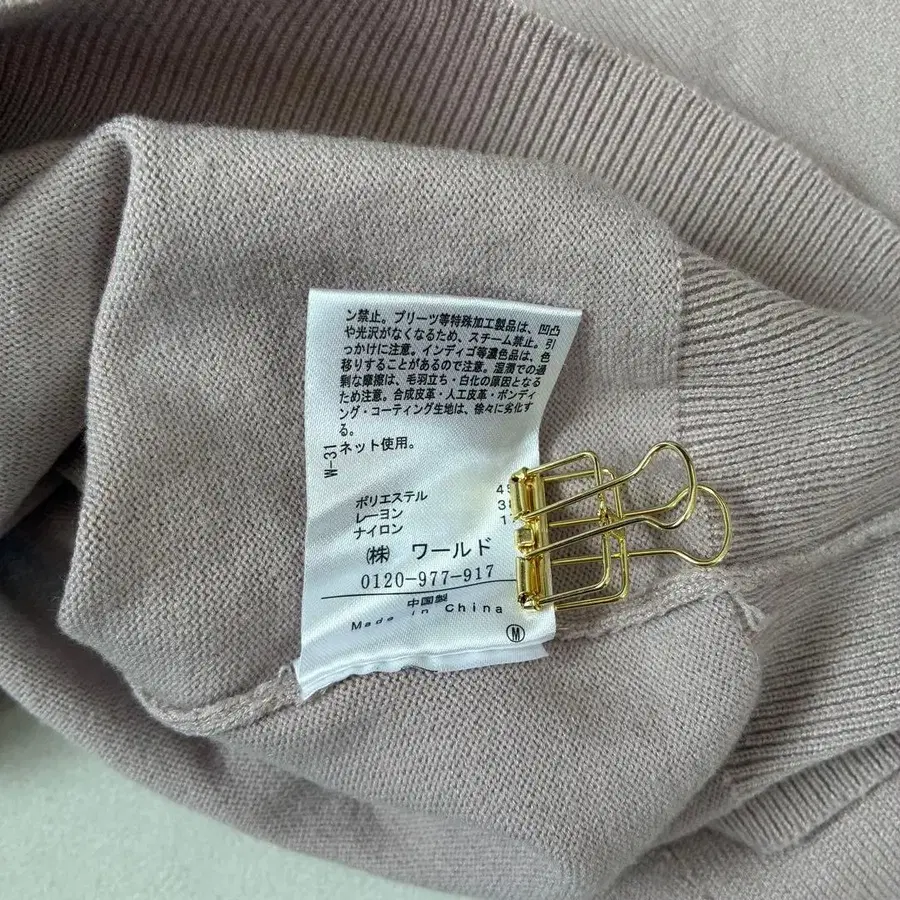 ン禁止。プリーツ等特殊加工製品は、凹凸
や光沢がなくなるため、スチーム禁止。引
っかけに注意。インディゴ等濃色品は、色
移りすることがあるので注意。湿潤での過
剰な摩擦は、毛羽立ち・白化の原因となる
ため注意。合成皮革・人工皮革・ボンディ
ング・コーティング生地は、徐々に劣化す
る。
ネット使用。
W-31
ポリエステル
レーヨン
ナイロン
(株) ワールド
0120-977-917
中国製
Made in China
M